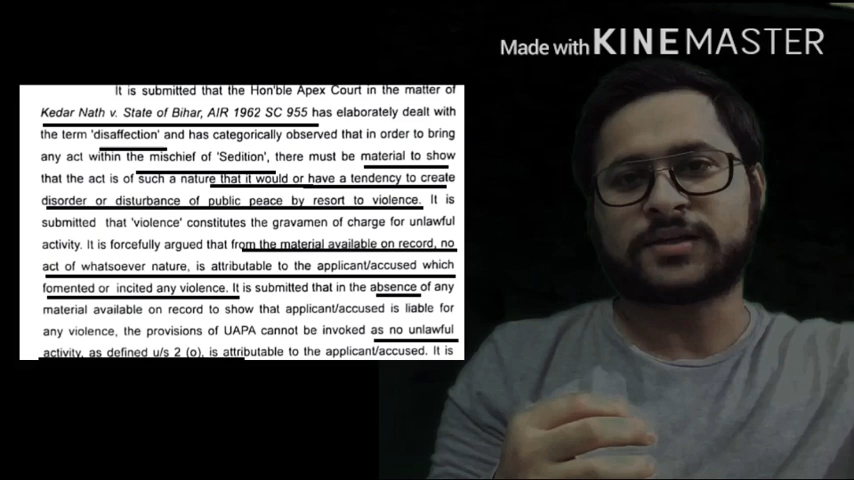 Made with KINEMASTER
It is submitted that the Hon'ble Apex Court in the matter of
Kedar Nath v. State of Bihar, AIR 1962 SC 955 has elaborately dealt with
the term 'disaffection' and has categorically observed that in order to bring
any act within the mischief of 'Sedition', there must be material to show
that the act is of such a nature that it would or have a tendency to create
disorder or disturbance of public peace by resort to violence. It is
submitted that 'violence' constitutes the gravamen of charge for unlawful
activity. It is forcefully argued that from the material available on record, no
act of whatsoever nature, is attributable to the applicant/accused which
fomented or incited any violence. It is submitted that in the absence of any
material available on record to show that applicant/accused is liable for
any violence, the provisions of UAPA cannot be invoked as no unlawful
activity, as defined u/s 2 (o), is attributable to the applicant/accused. It is